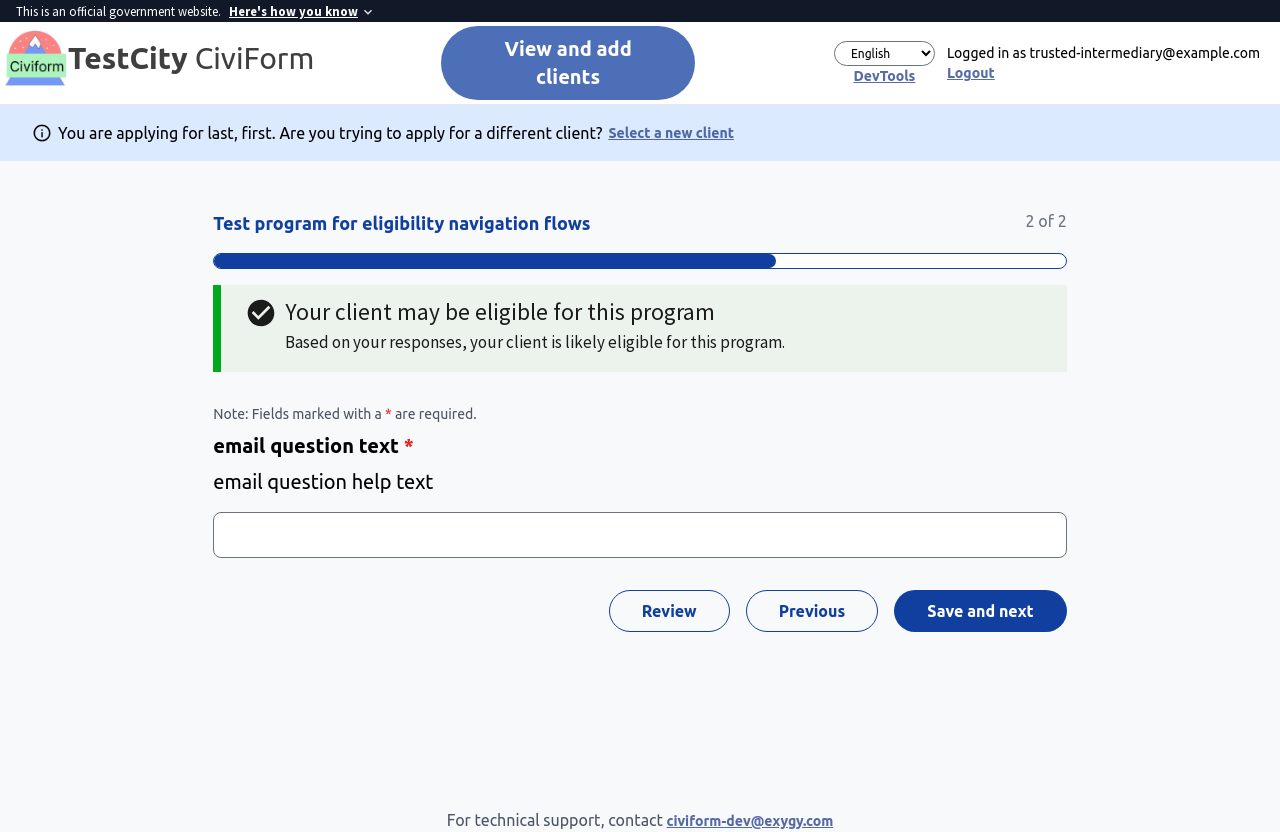 This is an official government website. Here's how you know
Civiform
TestCity CiviForm
View and add
clients
English
DevTools
Logged in as trusted-intermediary@example.com
Logout
You are applying for last, first. Are you trying to apply for a different client? Select a new client
Test program for eligibility navigation flows
2 of 2
Your client may be eligible for this program
Based on your responses, your client is likely eligible for this program.
Note: Fields marked with a * are required.
email question text *
email question help text
Review
Previous
Save and next
For technical support, contact civiform-dev@exygy.com